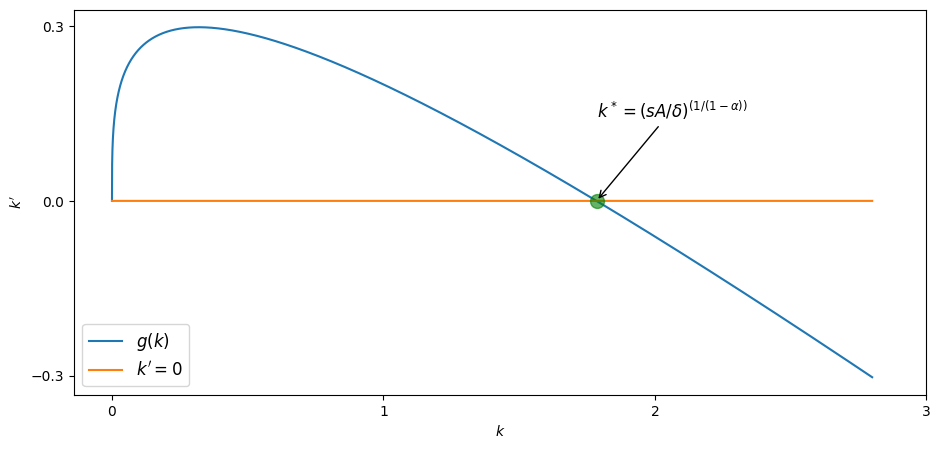 0.3
k* = (sA/δ)^(1/(1−α))
k′
0.0
g(k)
k′ = 0
−0.3
0
1
2
3
k